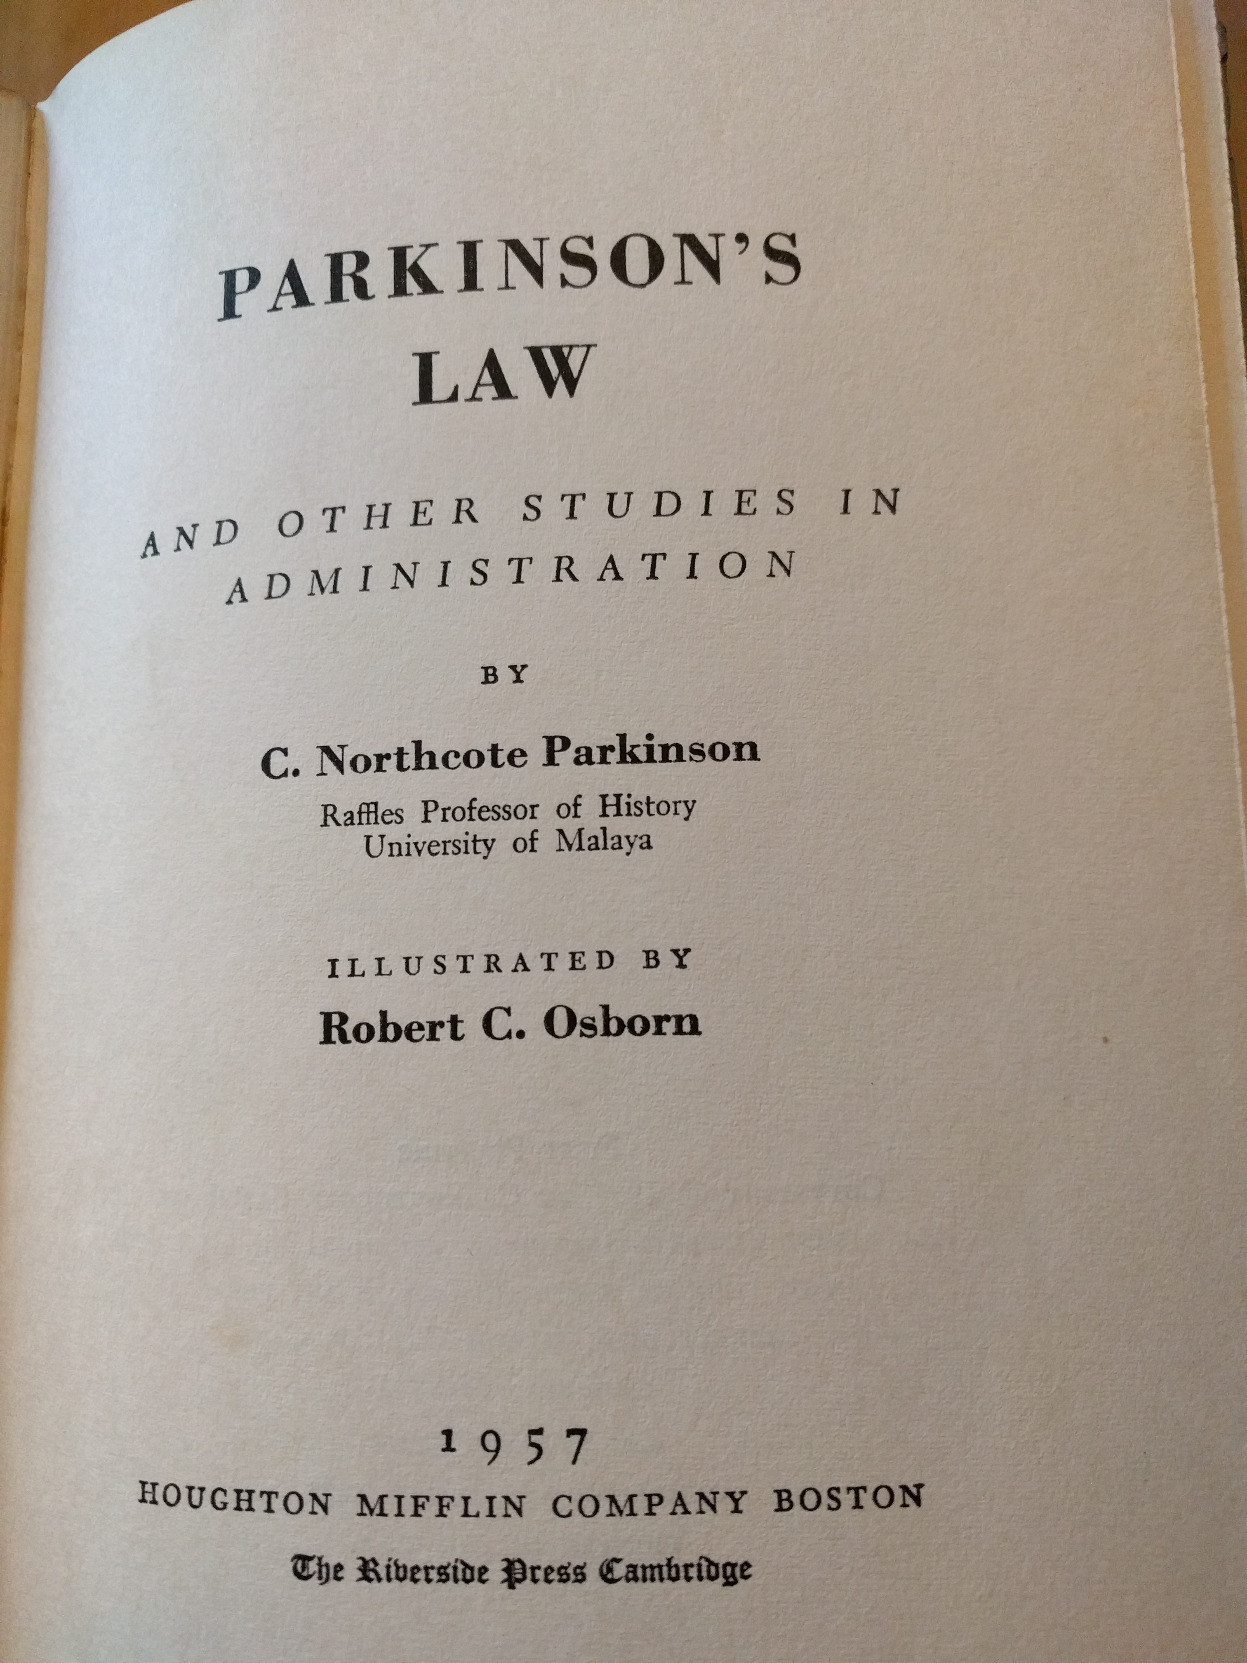 PARKINSON'S
LAW
AND OTHER STUDIES IN
ADMINISTRATION
BY
C. Northcote Parkinson
Raffles Professor of History
University of Malaya
ILLUSTRATED BY
Robert C. Osborn
1957
HOUGHTON MIFFLIN COMPANY BOSTON
The Riverside Press Cambridge